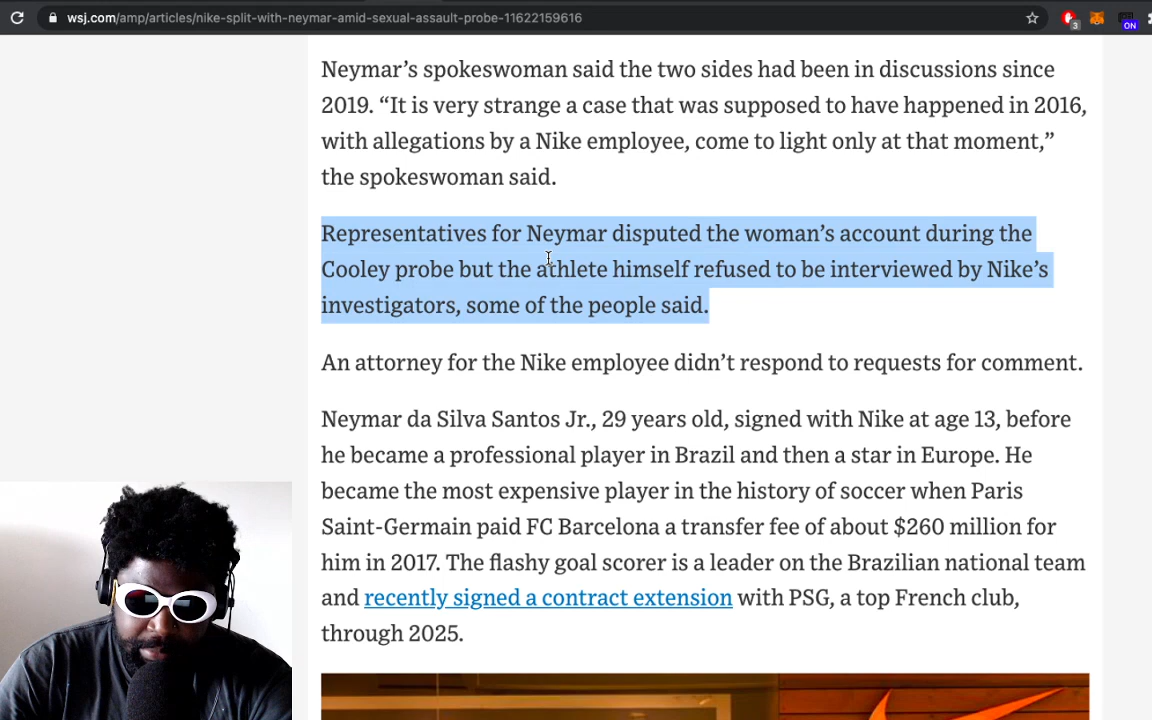 wsj.com/amp/articles/nike-split-with-neymar-amid-sexual-assault-probe-11622159616
3
ON
Neymar’s spokeswoman said the two sides had been in discussions since
2019. “It is very strange a case that was supposed to have happened in 2016,
with allegations by a Nike employee, come to light only at that moment,”
the spokeswoman said.
Representatives for Neymar disputed the woman’s account during the
Cooley probe but the athlete himself refused to be interviewed by Nike’s
investigators, some of the people said.
An attorney for the Nike employee didn’t respond to requests for comment.
Neymar da Silva Santos Jr., 29 years old, signed with Nike at age 13, before
he became a professional player in Brazil and then a star in Europe. He
became the most expensive player in the history of soccer when Paris
Saint-Germain paid FC Barcelona a transfer fee of about $260 million for
him in 2017. The flashy goal scorer is a leader on the Brazilian national team
and recently signed a contract extension with PSG, a top French club,
through 2025.